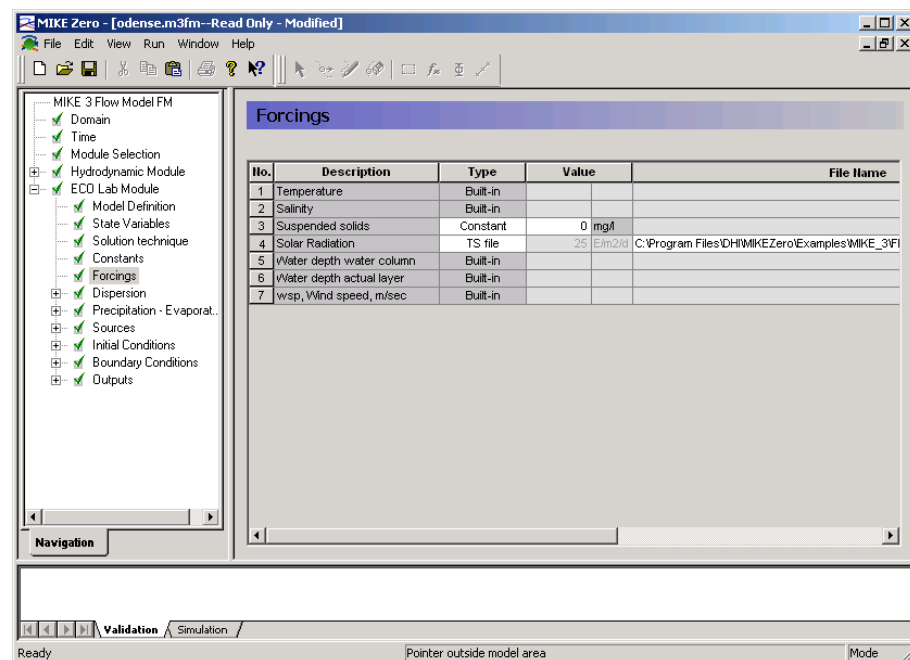 MIKE Zero - [odense.m3fm--Read Only - Modified]
File Edit View Run Window Help
MIKE 3 Flow Model FM
Domain
Time
Module Selection
Hydrodynamic Module
ECO Lab Module
Model Definition
State Variables
Solution technique
Constants
Forcings
Dispersion
Precipitation - Evaporat..
Sources
Initial Conditions
Boundary Conditions
Outputs
Navigation
Forcings
No. Description Type Value File Name
1 Temperature Built-in
2 Salinity Built-in
3 Suspended solids Constant 0 mg/l
4 Solar Radiation TS file 25 E/m2/d C:\Program Files\DHI\MIKEZero\Examples\MIKE_3\Fl
5 Water depth water column Built-in
6 Water depth actual layer Built-in
7 wsp, Wind speed, m/sec Built-in
Validation Simulation
Ready Pointer outside model area Mode